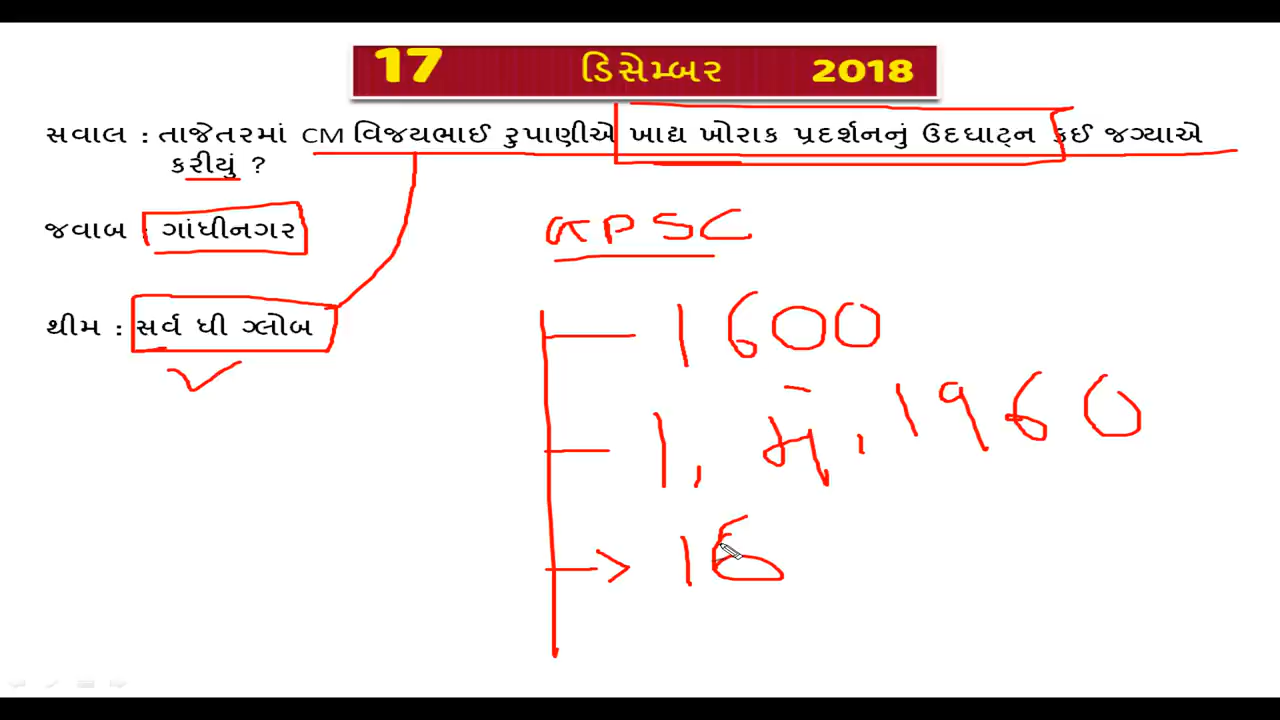 17 ડિસેમ્બર 2018
સવાલ : તાજેતરમાં CM વિજયભાઈ રુપાણીએ ખાદ્ય ખોરાક પ્રદર્શનનું ઉદઘાટ્ન કઈ જગ્યાએ
કરીયું ?
જવાબ : ગાંધીનગર
GPSC
થીમ : સર્વ ધી ગ્લોબ
1600
1, મે, 1960
16